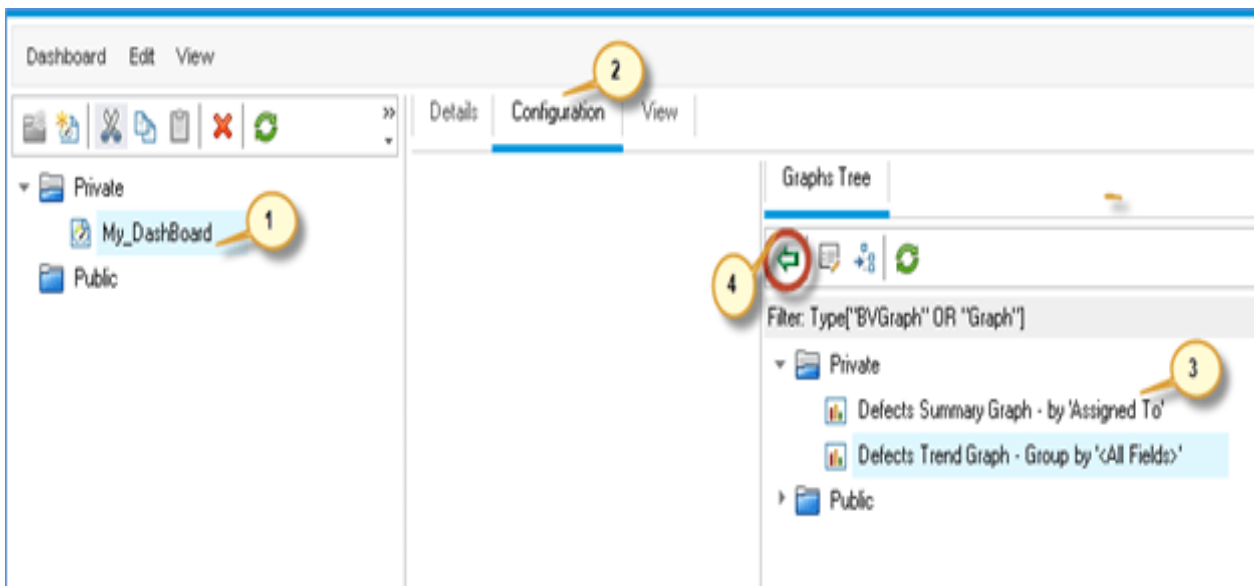 Dashboard Edit View
2
» Details Configuration View
Private
Graphs Tree
My_DashBoard
1
Public
4
Filter: Type["BVGraph" OR "Graph"]
Private
3
Defects Summary Graph - by 'Assigned To'
Defects Trend Graph - Group by '<All Fields>'
Public